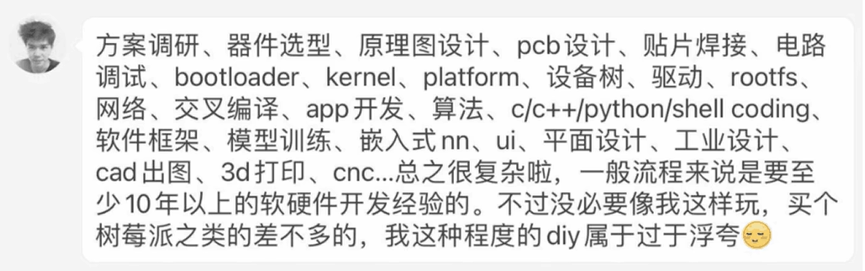 方案调研、器件选型、原理图设计、pcb设计、贴片焊接、电路
调试、bootloader、kernel、platform、设备树、驱动、rootfs、
网络、交叉编译、app开发、算法、c/c++/python/shell coding、
软件框架、模型训练、嵌入式nn、ui、平面设计、工业设计、
cad出图、3d打印、cnc...总之很复杂啦，一般流程来说是要至
少10年以上的软硬件开发经验的。不过没必要像我这样玩，买个
树莓派之类的差不多的，我这种程度的diy属于过于浮夸😌